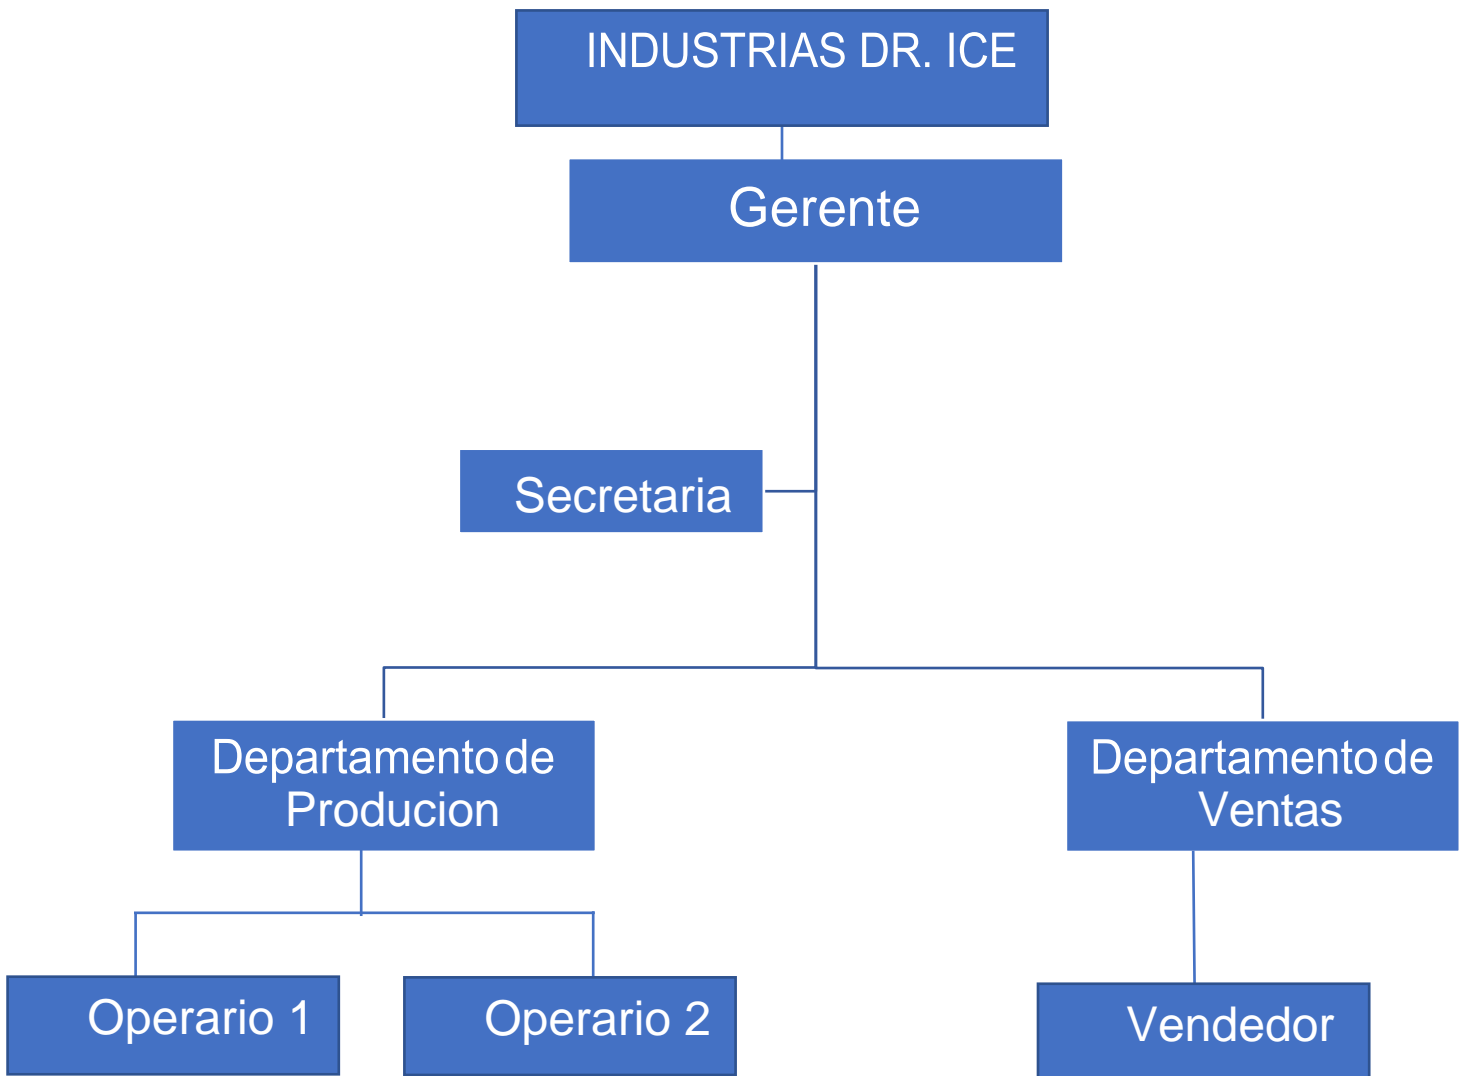 INDUSTRIAS DR. ICE
Gerente
Secretaria
Departamento de
Producion
Departamento de
Ventas
Operario 1
Operario 2
Vendedor